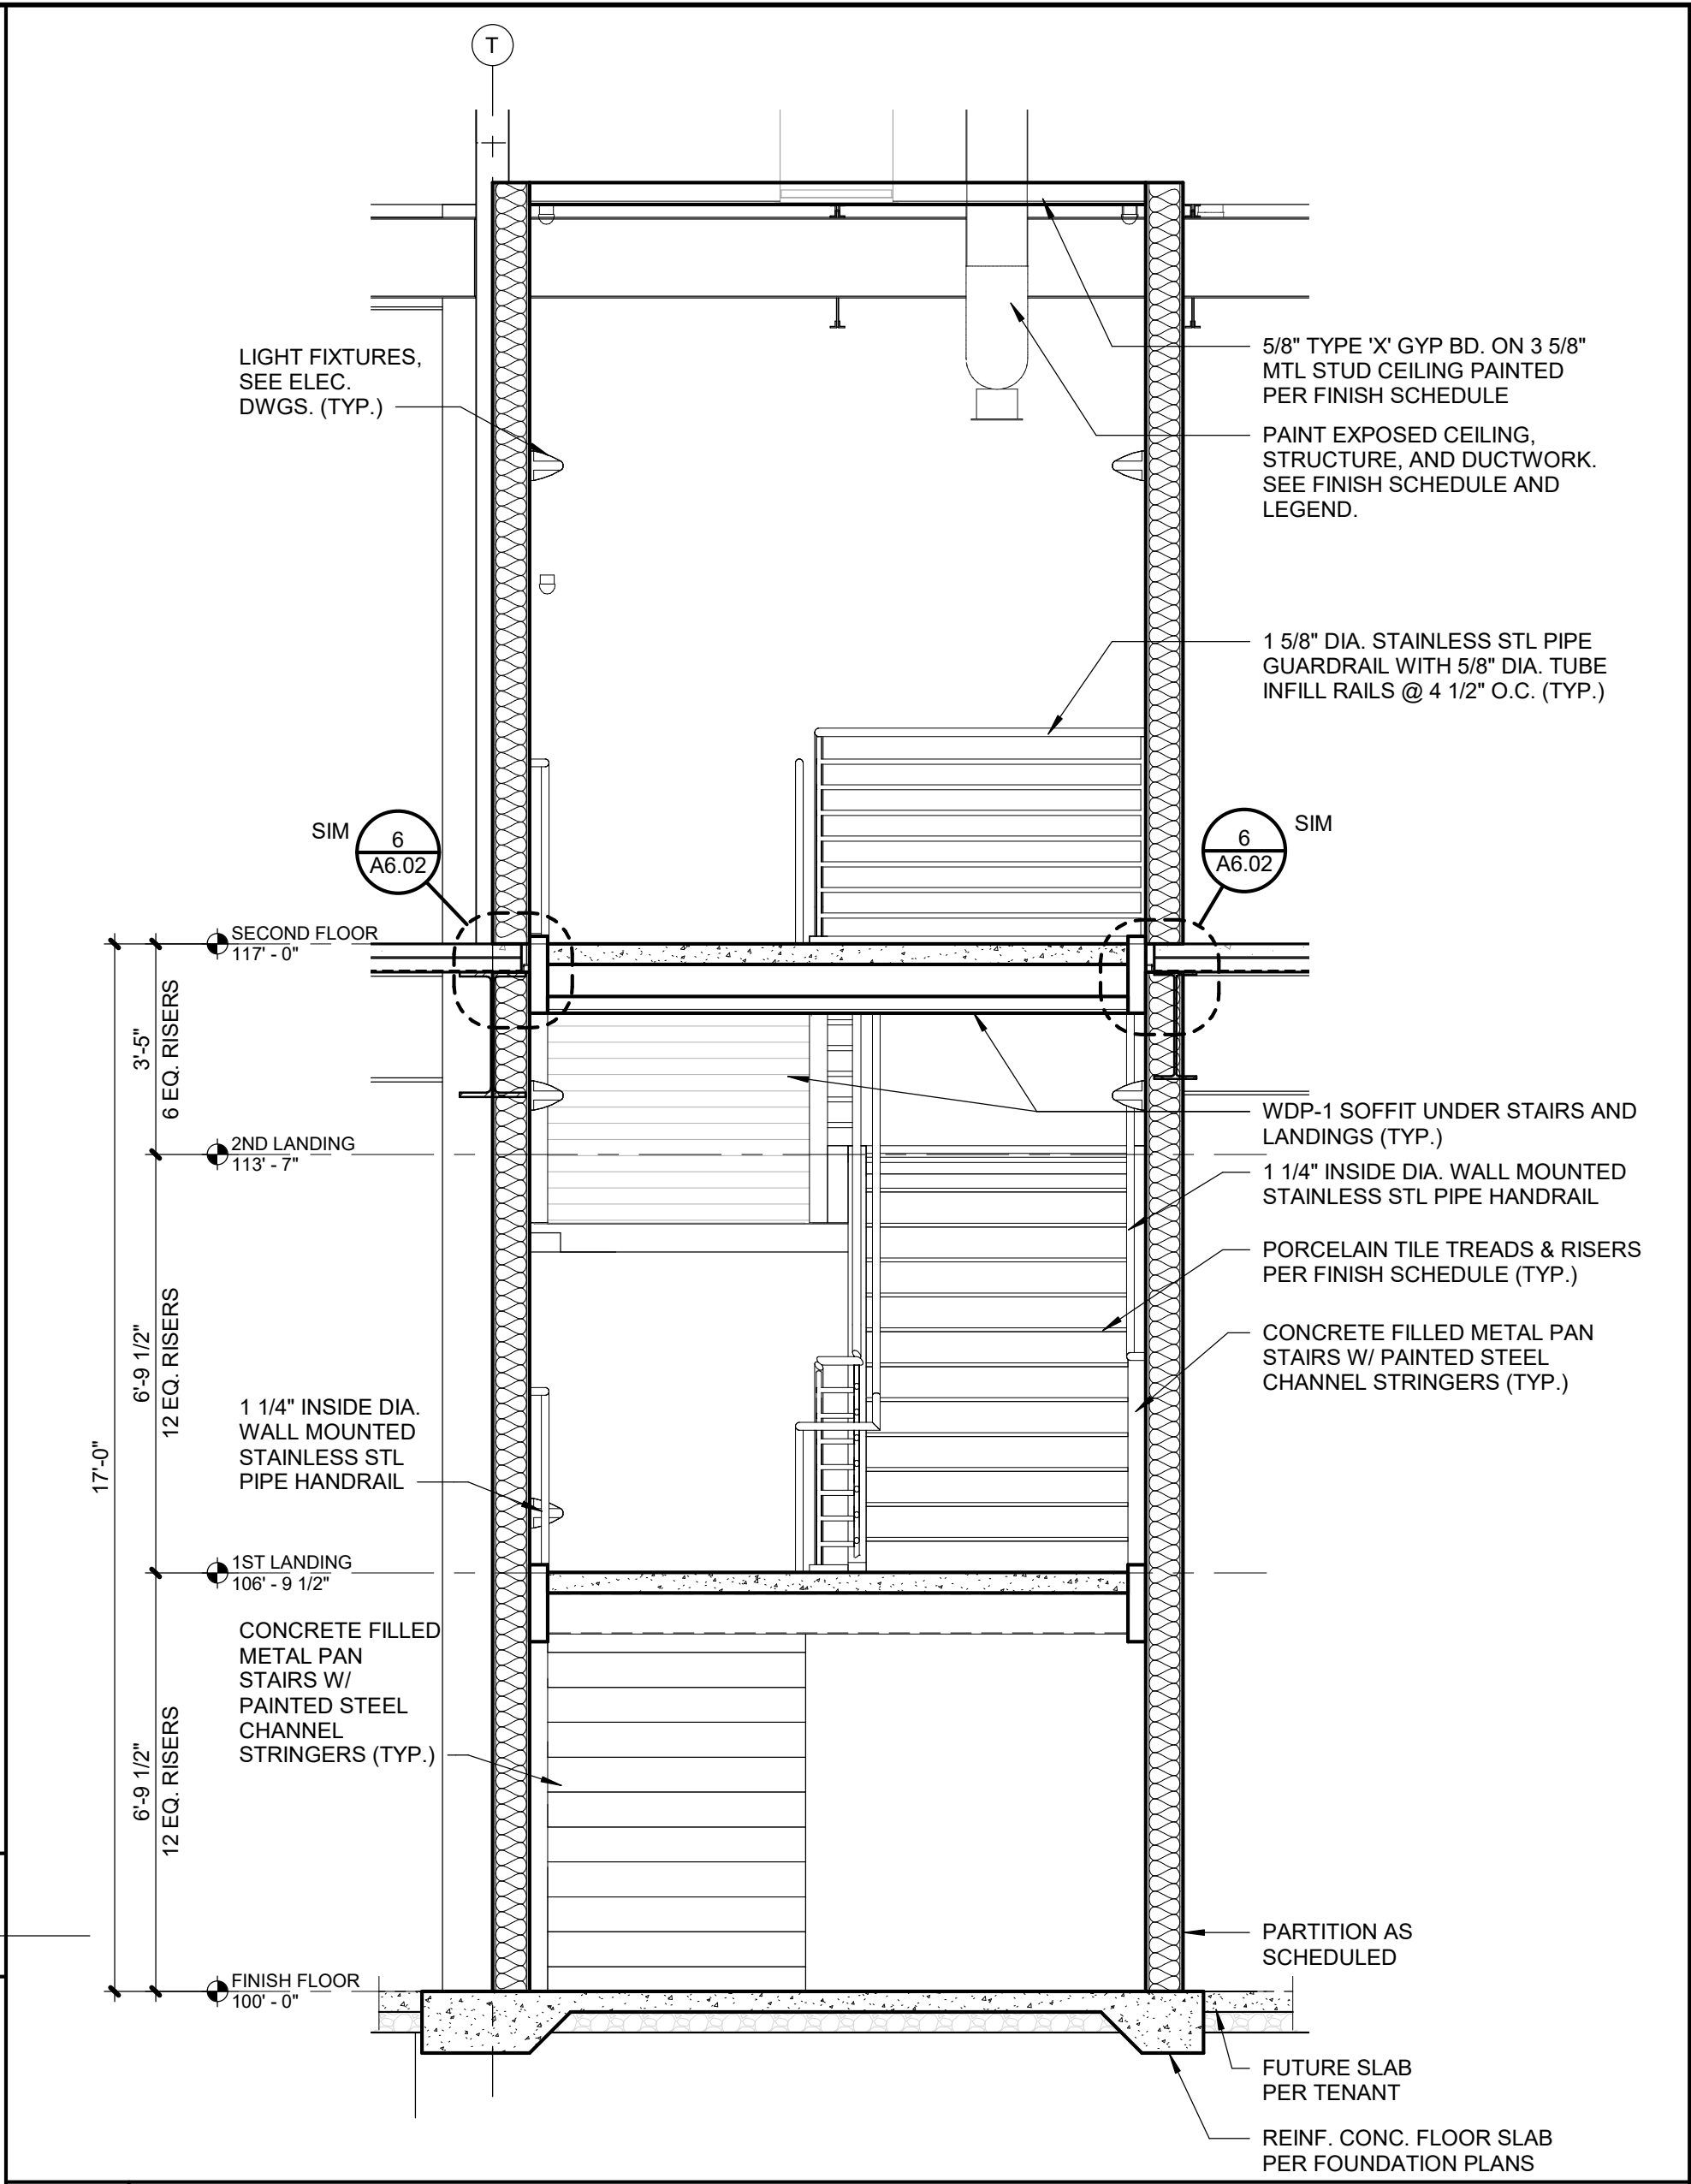 T
LIGHT FIXTURES,
SEE ELEC.
DWGS. (TYP.)
5/8" TYPE 'X' GYP BD. ON 3 5/8"
MTL STUD CEILING PAINTED
PER FINISH SCHEDULE
PAINT EXPOSED CEILING,
STRUCTURE, AND DUCTWORK.
SEE FINISH SCHEDULE AND
LEGEND.
1 5/8" DIA. STAINLESS STL PIPE
GUARDRAIL WITH 5/8" DIA. TUBE
INFILL RAILS @ 4 1/2" O.C. (TYP.)
SIM
6
A6.02
6
A6.02
SIM
SECOND FLOOR
117' - 0"
3'-5"
6 EQ. RISERS
2ND LANDING
113' - 7"
WDP-1 SOFFIT UNDER STAIRS AND
LANDINGS (TYP.)
1 1/4" INSIDE DIA. WALL MOUNTED
STAINLESS STL PIPE HANDRAIL
PORCELAIN TILE TREADS & RISERS
PER FINISH SCHEDULE (TYP.)
CONCRETE FILLED METAL PAN
STAIRS W/ PAINTED STEEL
CHANNEL STRINGERS (TYP.)
6'-9 1/2"
12 EQ. RISERS
17'-0"
1 1/4" INSIDE DIA.
WALL MOUNTED
STAINLESS STL
PIPE HANDRAIL
1ST LANDING
106' - 9 1/2"
CONCRETE FILLED
METAL PAN
STAIRS W/
PAINTED STEEL
CHANNEL
STRINGERS (TYP.)
6'-9 1/2"
12 EQ. RISERS
PARTITION AS
SCHEDULED
FINISH FLOOR
100' - 0"
FUTURE SLAB
PER TENANT
REINF. CONC. FLOOR SLAB
PER FOUNDATION PLANS